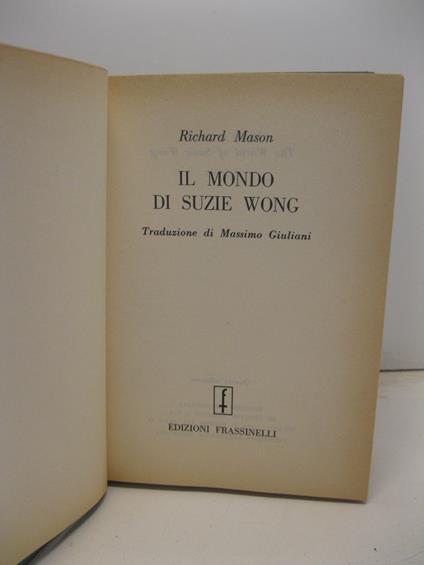 Richard Mason
IL MONDO
DI SUZIE WONG
Traduzione di Massimo Giuliani
f
EDIZIONI FRASSINELLI